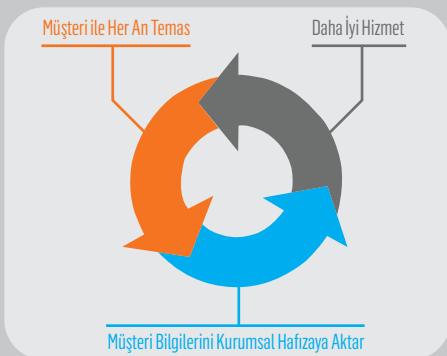 Müşteri ile Her An Temas
Daha İyi Hizmet
Müşteri Bilgilerini Kurumsal Hafızaya Aktar